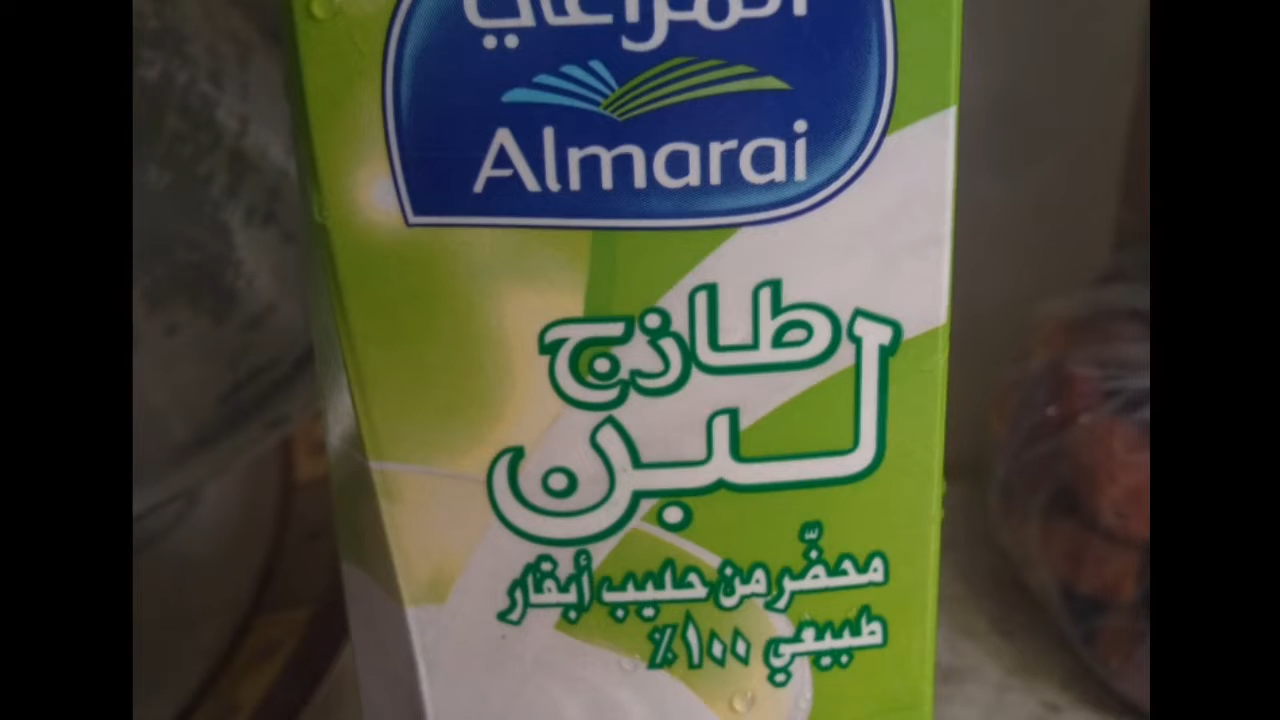 المراعي
Almarai
لبن طازج
محضّر من حليب أبقار
طبيعي ١٠٠٪